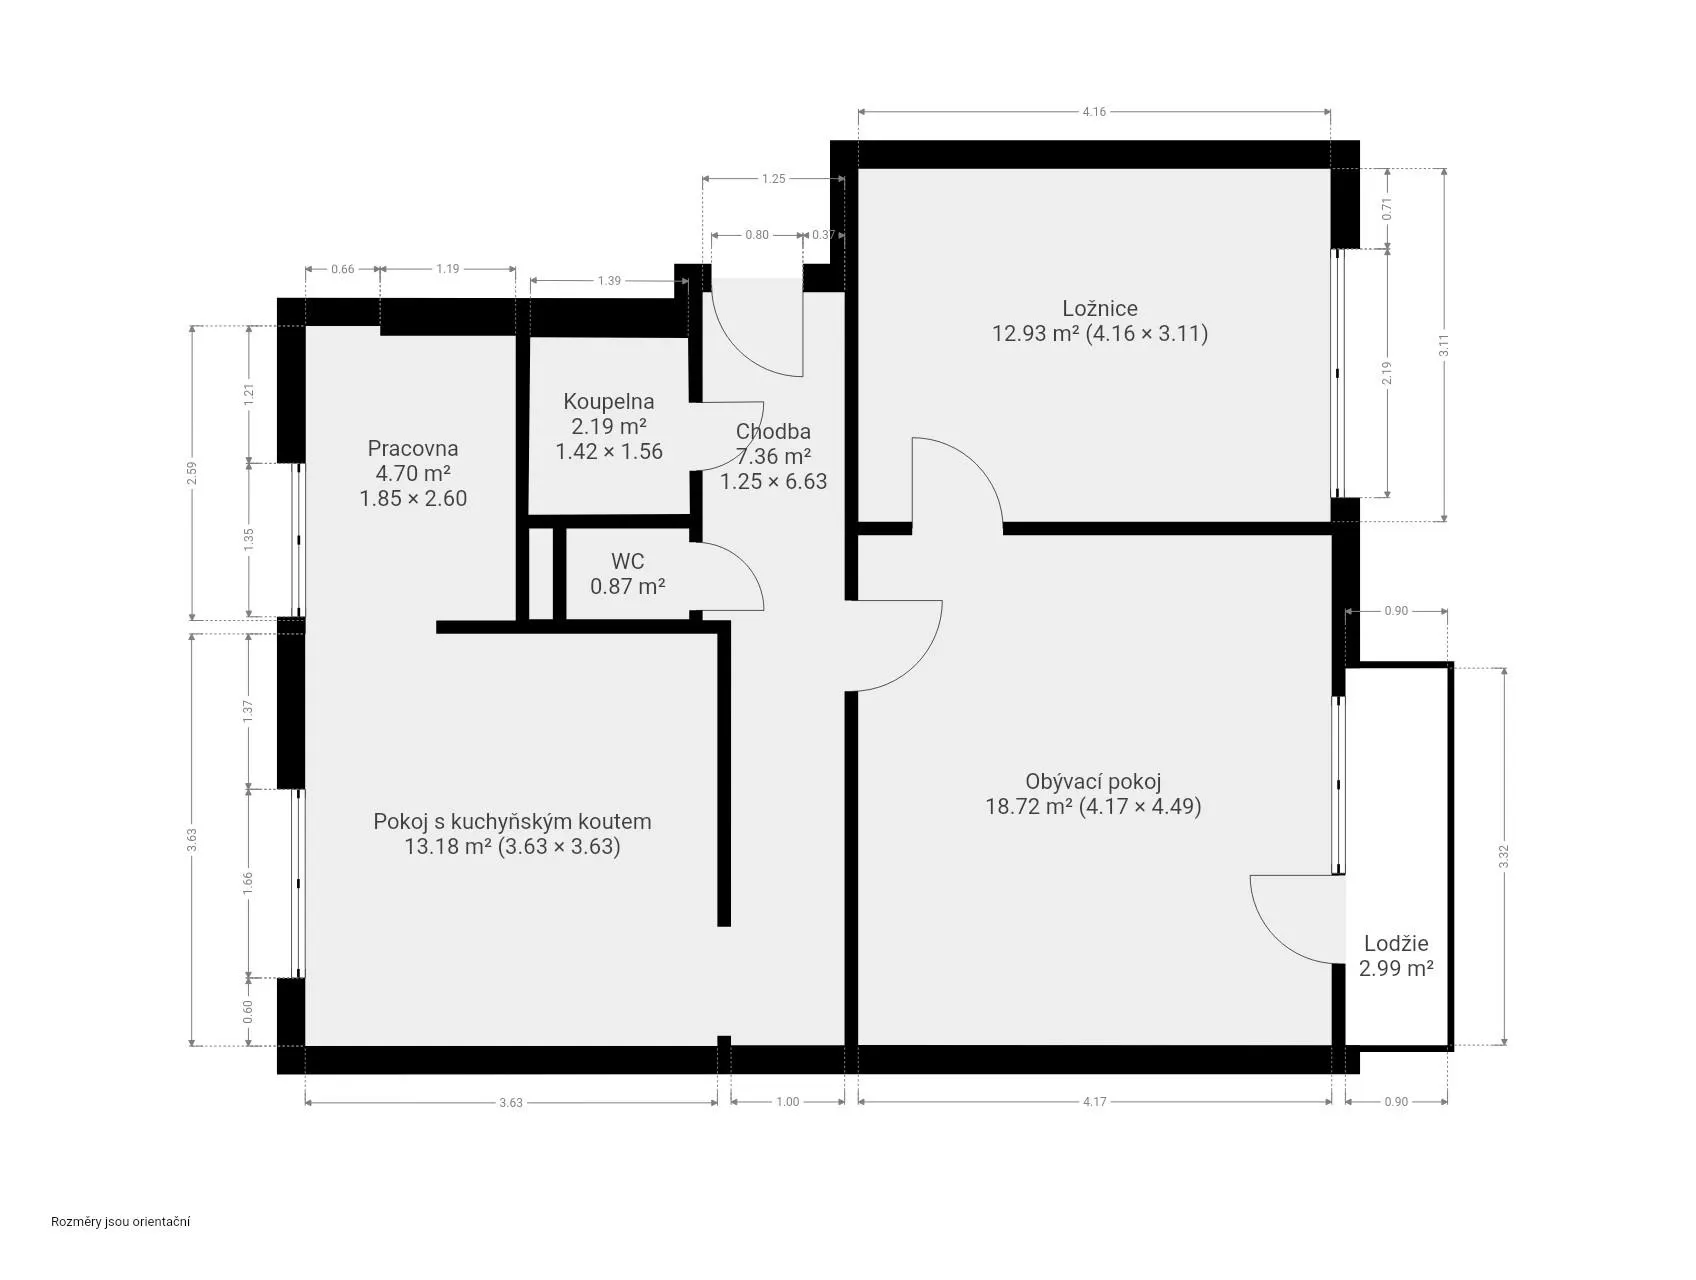 4.16
1.25
0.80
0.37
0.66
1.19
1.39
0.71
2.19
3.11
Ložnice
12.93 m² (4.16 × 3.11)
Koupelna
2.19 m²
1.42 × 1.56
Chodba
7.36 m²
1.25 × 6.63
Pracovna
4.70 m²
1.85 × 2.60
1.21
2.59
1.35
WC
0.87 m²
0.90
1.37
3.63
1.66
0.60
Obývací pokoj
18.72 m² (4.17 × 4.49)
Pokoj s kuchyňským koutem
13.18 m² (3.63 × 3.63)
3.32
Lodžie
2.99 m²
3.63
1.00
4.17
0.90
Rozměry jsou orientační